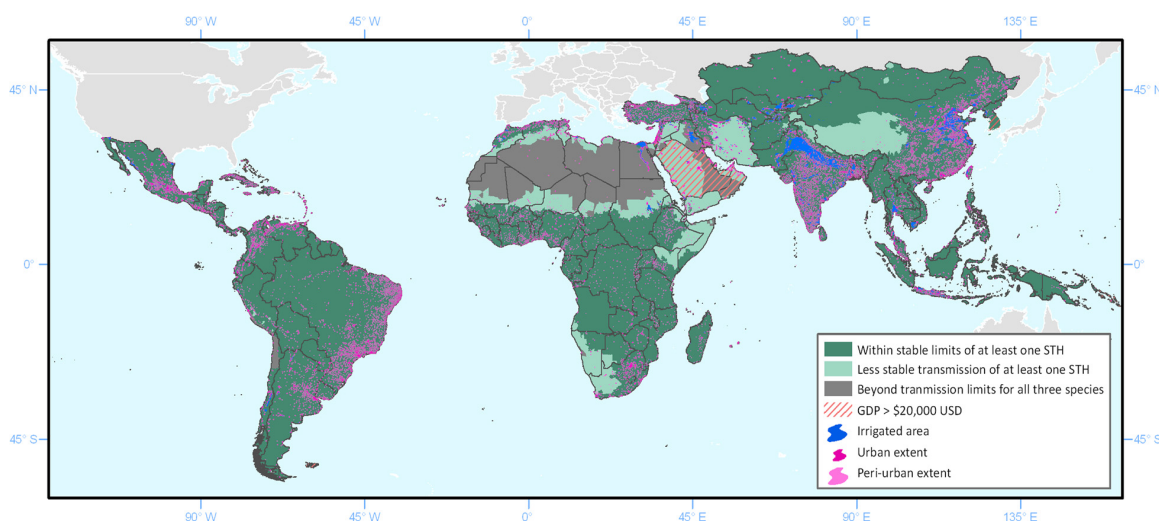 90° W 45° W 0° 45° E 90° E 135° E
45° N 45° N
0° 0°
Within stable limits of at least one STH
Less stable transmission of at least one STH
Beyond tranmission limits for all three species
GDP > $20,000 USD
Irrigated area
Urban extent
Peri-urban extent
45° S 45° S
90° W 45° W 0° 45° E 90° E 135° E